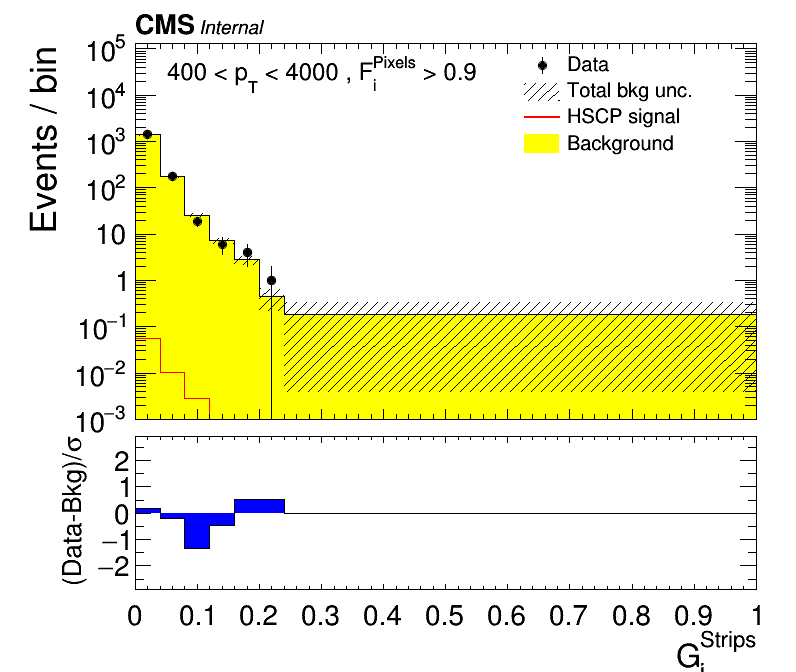 CMS Internal
400 < p_T < 4000 , F_i^Pixels > 0.9
Data
Total bkg unc.
HSCP signal
Background
Events / bin
10^5
10^4
10^3
10^2
10
1
10^−1
10^−2
10^−3
(Data-Bkg)/σ
2
1
0
−1
−2
0 0.1 0.2 0.3 0.4 0.5 0.6 0.7 0.8 0.9 1
G_i^Strips